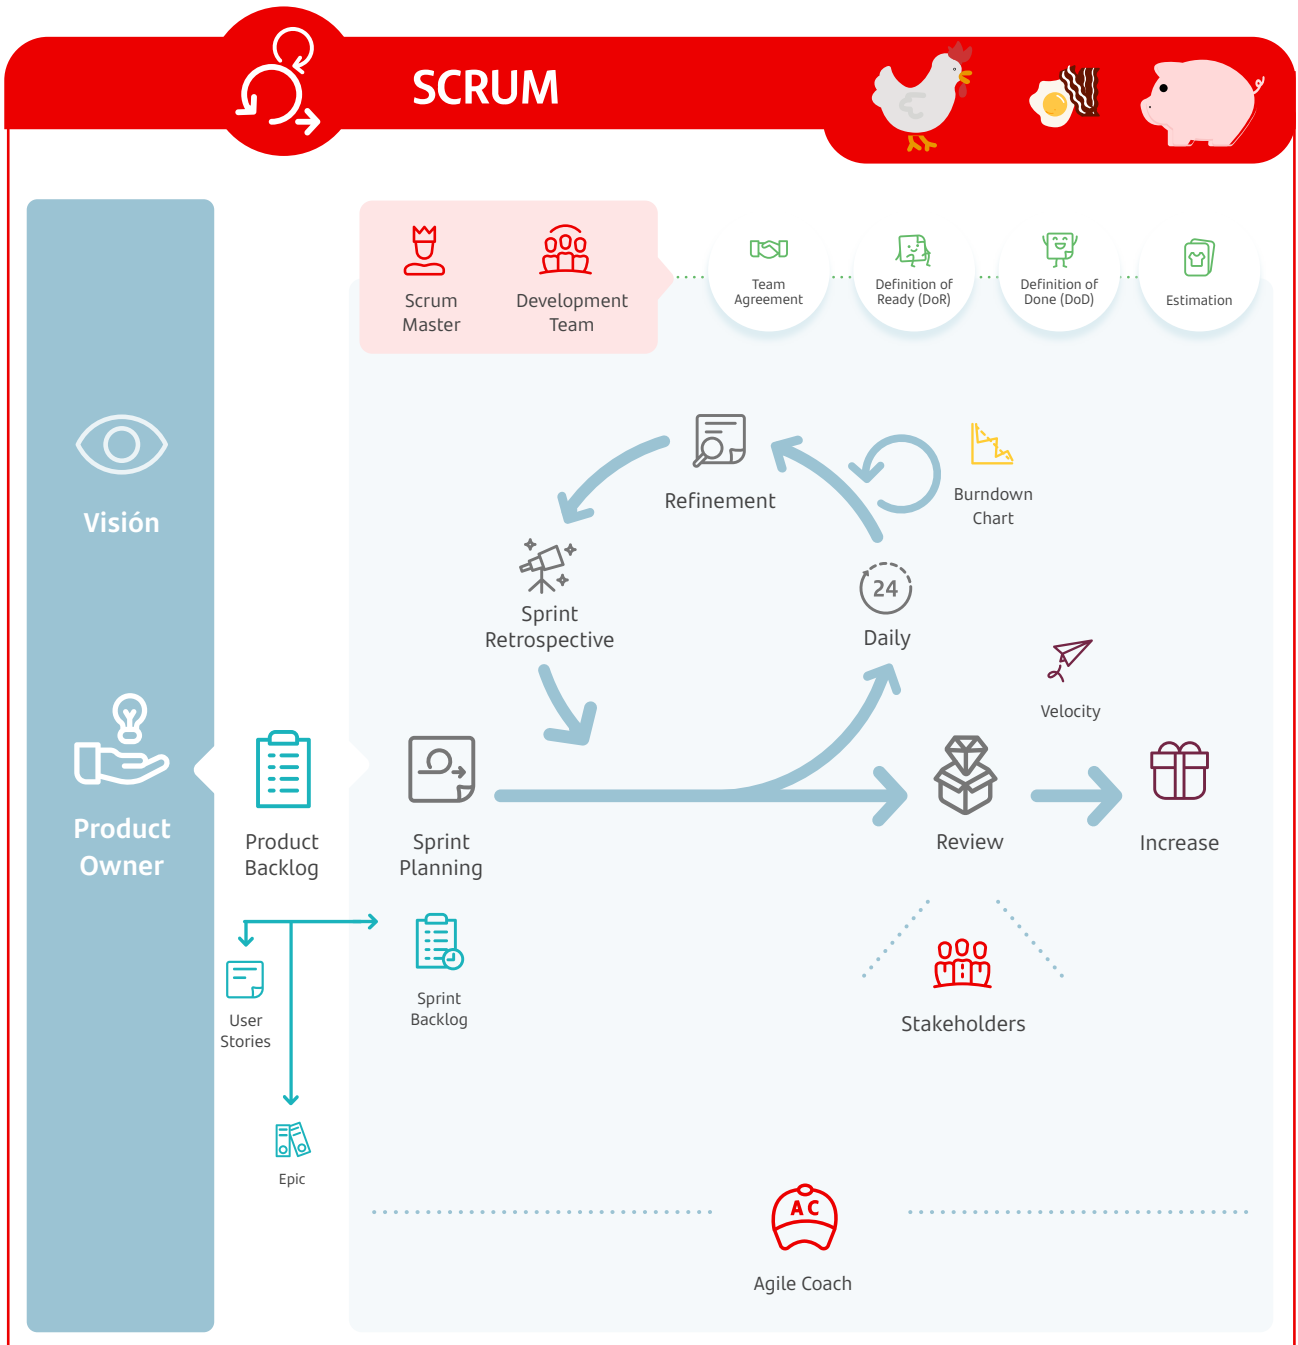 SCRUM
Scrum
Master
Development
Team
Team
Agreement
Definition of
Ready (DoR)
Definition of
Done (DoD)
Estimation
Visión
Refinement
Burndown
Chart
Sprint
Retrospective
24
Daily
Velocity
Product
Owner
Product
Backlog
Sprint
Planning
Review
Increase
Sprint
Backlog
User
Stories
Stakeholders
Epic
AC
Agile Coach